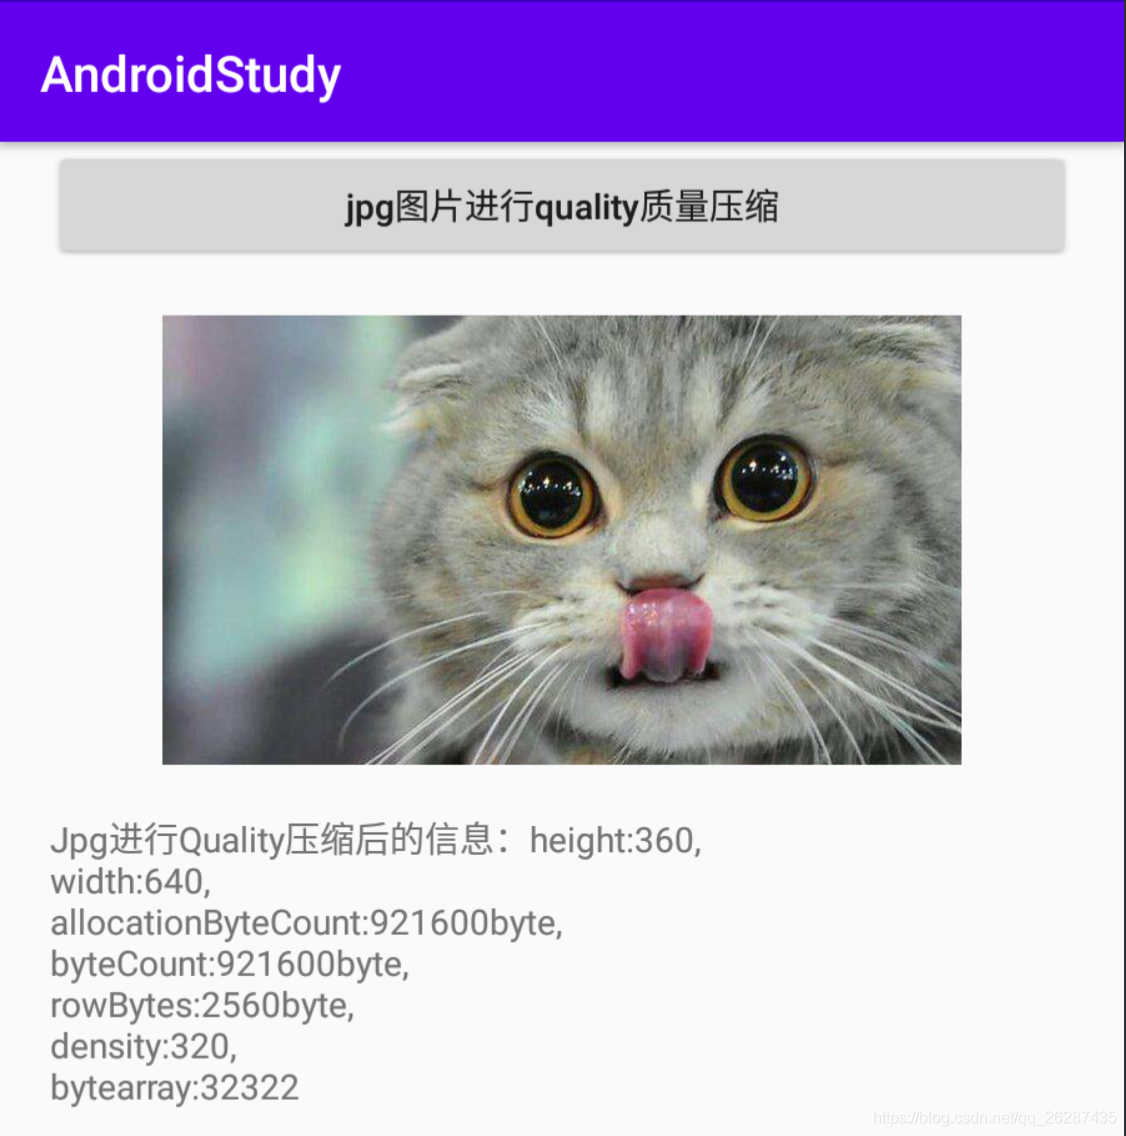 AndroidStudy
jpg图片进行quality质量压缩
Jpg进行Quality压缩后的信息：height:360,
width:640,
allocationByteCount:921600byte,
byteCount:921600byte,
rowBytes:2560byte,
density:320,
bytearray:32322
https://blog.csdn.net/qq_26287435